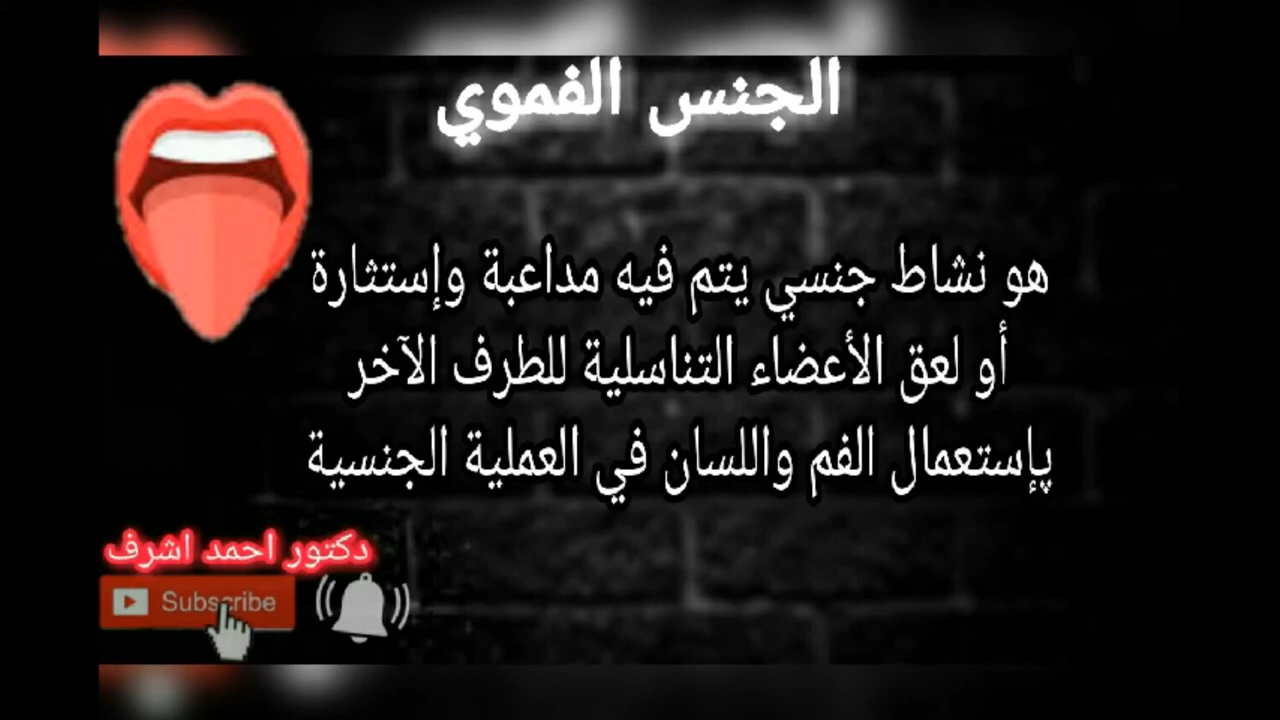 الجنس الفموي
هو نشاط جنسي يتم فيه مداعبة وإستثارة
أو لعق الأعضاء التناسلية للطرف الآخر
پإستعمال الفم واللسان في العملية الجنسية
دكتور احمد اشرف
Subscribe